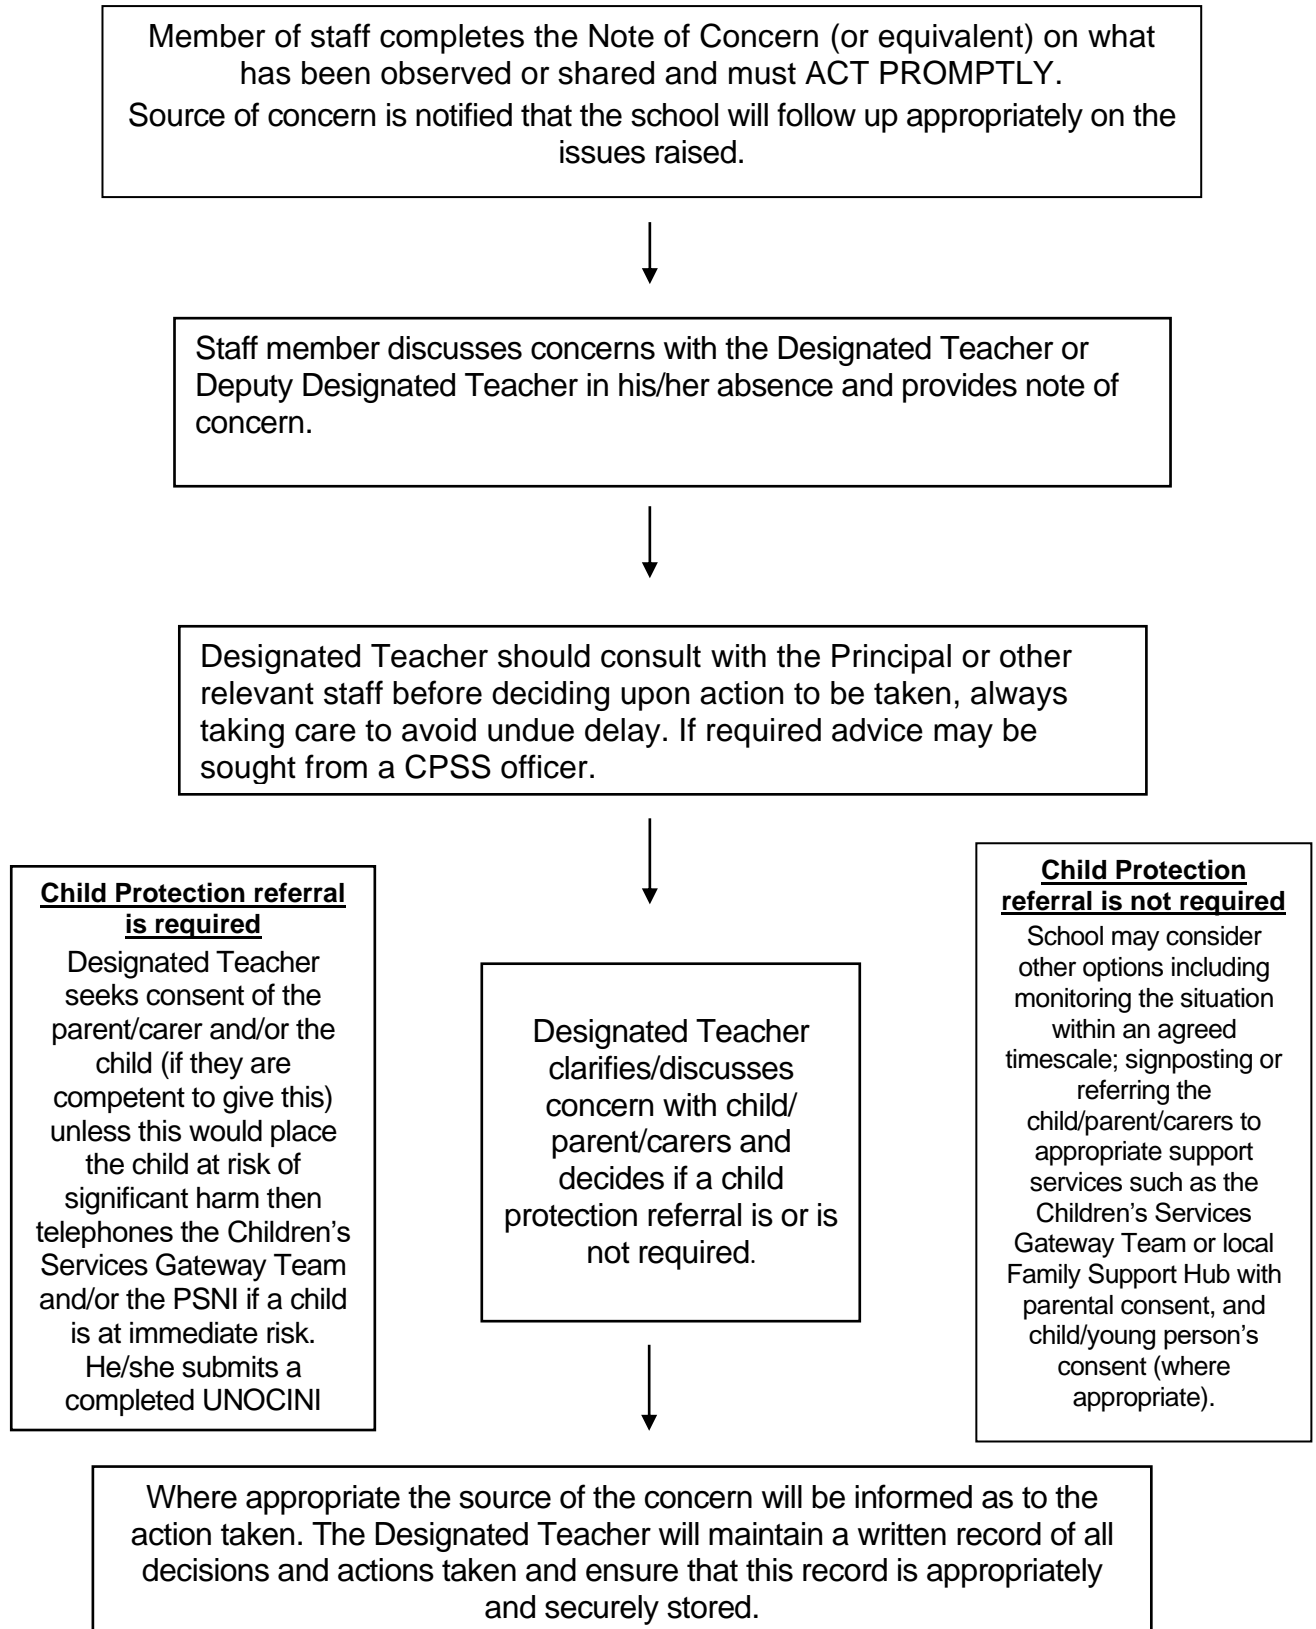 Member of staff completes the Note of Concern (or equivalent) on what
has been observed or shared and must ACT PROMPTLY.
Source of concern is notified that the school will follow up appropriately on the
issues raised.
Staff member discusses concerns with the Designated Teacher or
Deputy Designated Teacher in his/her absence and provides note of
concern.
Designated Teacher should consult with the Principal or other
relevant staff before deciding upon action to be taken, always
taking care to avoid undue delay. If required advice may be
sought from a CPSS officer.
Child Protection referral
is required
Designated Teacher
seeks consent of the
parent/carer and/or the
child (if they are
competent to give this)
unless this would place
the child at risk of
significant harm then
telephones the Children’s
Services Gateway Team
and/or the PSNI if a child
is at immediate risk.
He/she submits a
completed UNOCINI
Designated Teacher
clarifies/discusses
concern with child/
parent/carers and
decides if a child
protection referral is or is
not required.
Child Protection
referral is not required
School may consider
other options including
monitoring the situation
within an agreed
timescale; signposting or
referring the
child/parent/carers to
appropriate support
services such as the
Children’s Services
Gateway Team or local
Family Support Hub with
parental consent, and
child/young person’s
consent (where
appropriate).
Where appropriate the source of the concern will be informed as to the
action taken. The Designated Teacher will maintain a written record of all
decisions and actions taken and ensure that this record is appropriately
and securely stored.